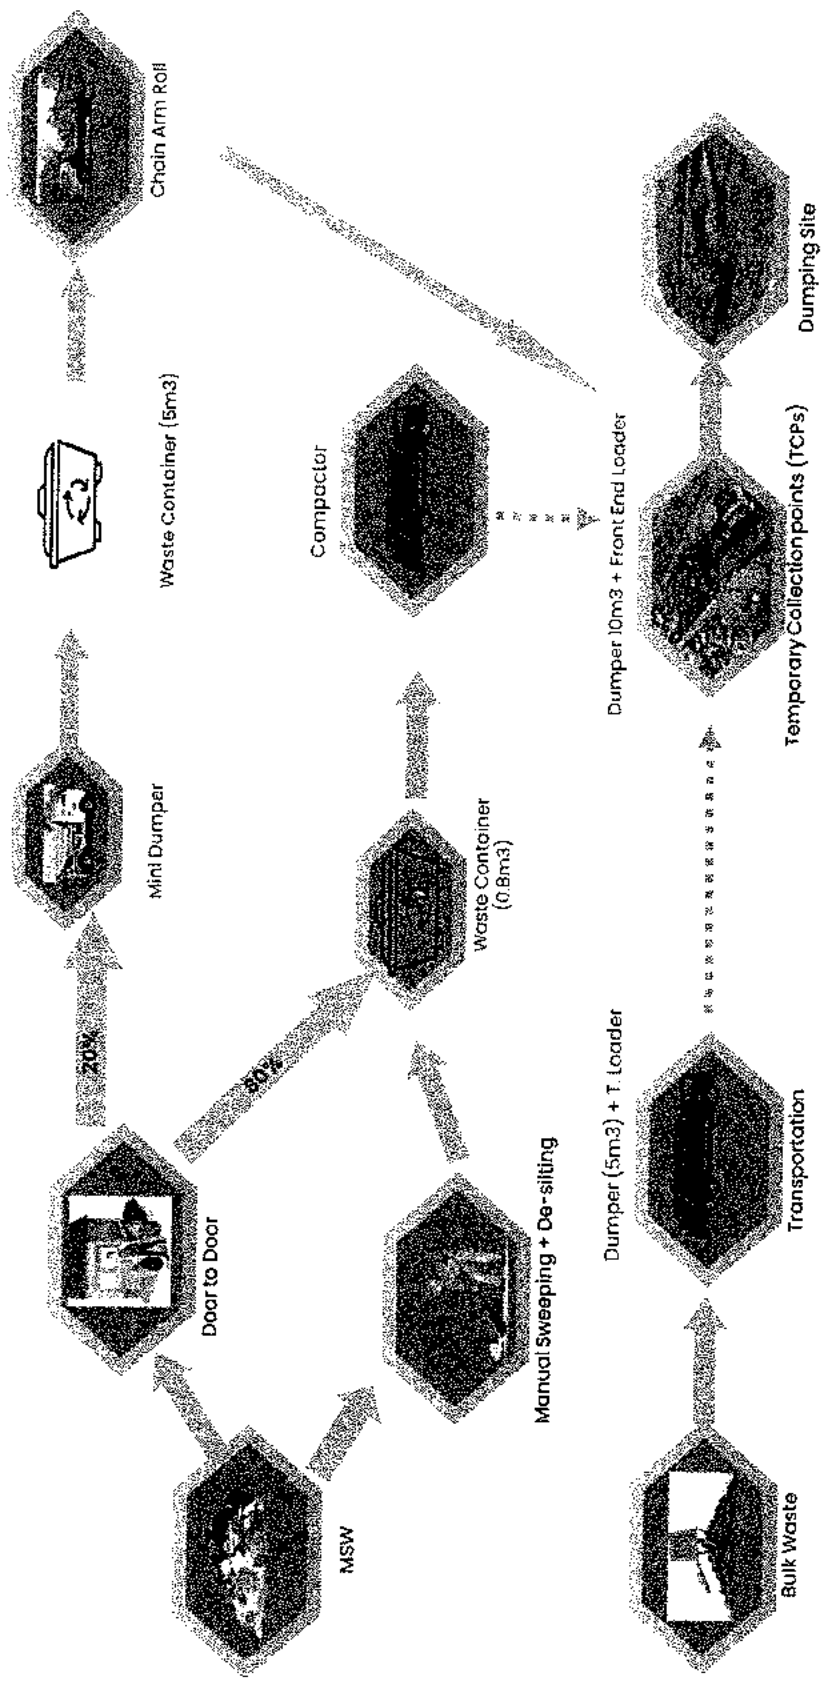 MSW
Door to Door
20%
80%
Mini Dumper
Waste Container (5m3)
Chain Arm Roll
Manual Sweeping + De-silting
Waste Container
(0.8m3)
Compactor
Bulk Waste
Dumper (5m3) + T. Loader
Transportation
Dumper 10m3 + Front End Loader
Temporary Collection points (TCPs)
Dumping Site